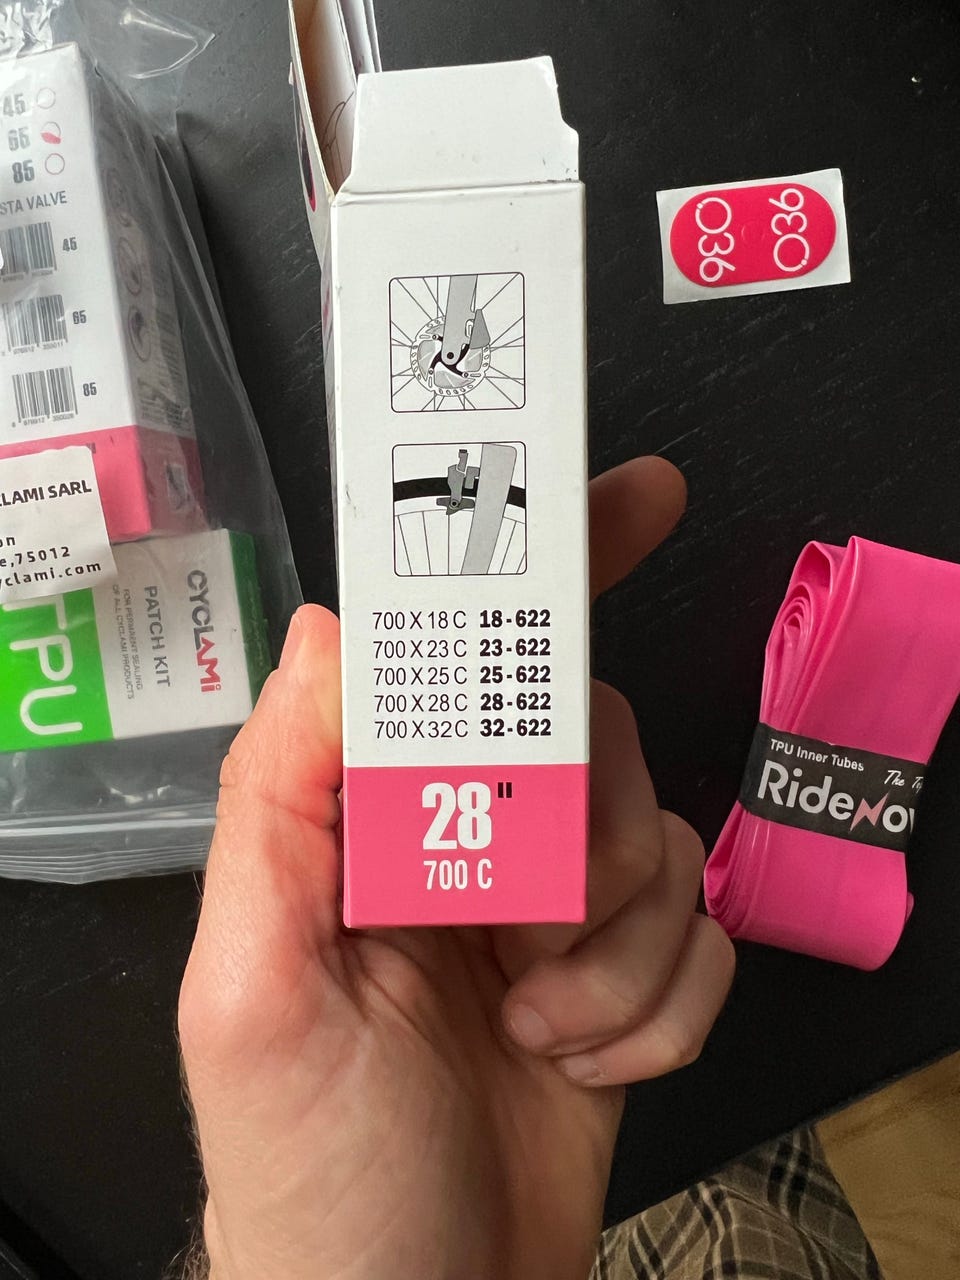 45
65
85
STA VALVE
45
65
85
CLAMI SARL
on
e,75012
yclami.com
TPU
CYCLAMi
PATCH KIT
FOR PERMANENT SEALING
OF ALL CYCLAMI PRODUCTS
700 X 18 C 18-622
700 X 23 C 23-622
700 X 25 C 25-622
700 X 28 C 28-622
700 X 32 C 32-622
28"
700 C
036
036
TPU Inner Tubes
RideNo
The